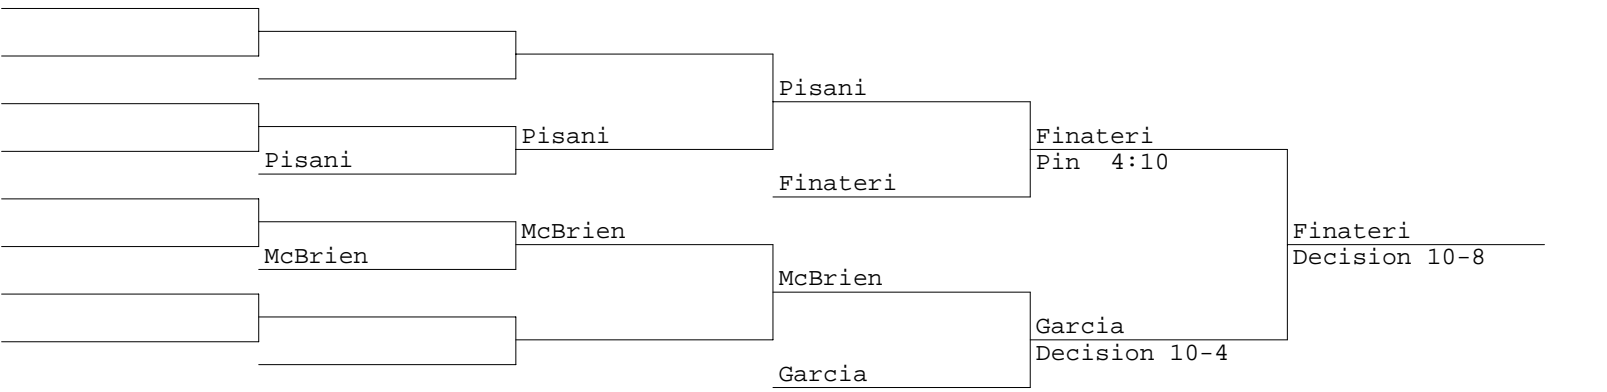 Pisani
Pisani
Finateri
Pisani
Pin  4:10
Finateri
McBrien
Finateri
McBrien
Decision 10-8
McBrien
Garcia
Decision 10-4
Garcia